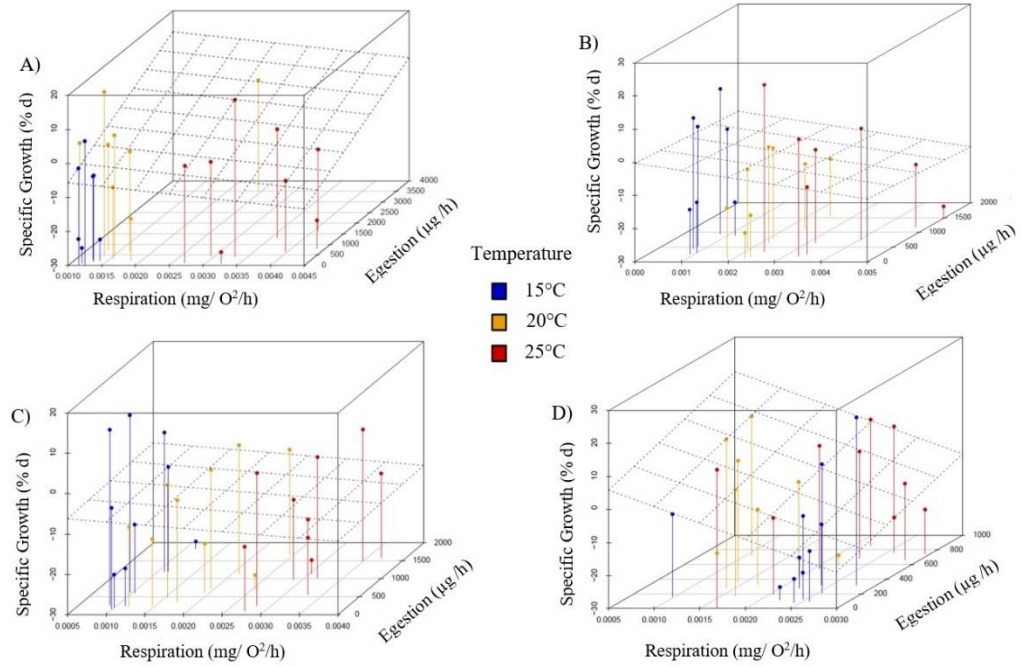 A)
Specific Growth (% d)
20
10
0
−10
−20
−30
0.0010 0.0015 0.0020 0.0025 0.0030 0.0035 0.0040 0.0045
Respiration (mg/ O²/h)
0 500 1000 1500 2000 2500 3000 3500 4000
Egestion (µg /h)
B)
Specific Growth (% d)
30
20
10
0
−10
−20
−30
0.000 0.001 0.002 0.003 0.004 0.005
Respiration (mg/ O²/h)
0 500 1000 1500 2000
Egestion (µg /h)
Temperature
15°C
20°C
25°C
C)
Specific Growth (% d)
20
10
0
−10
−20
−30
0.0005 0.0010 0.0015 0.0020 0.0025 0.0030 0.0035 0.0040
Respiration (mg/ O²/h)
0 500 1000 1500 2000
Egestion (µg /h)
D)
Specific Growth (% d)
30
20
10
0
−10
−20
−30
0.0005 0.0010 0.0015 0.0020 0.0025 0.0030
Respiration (mg/ O²/h)
0 200 400 600 800 1000
Egestion (µg /h)